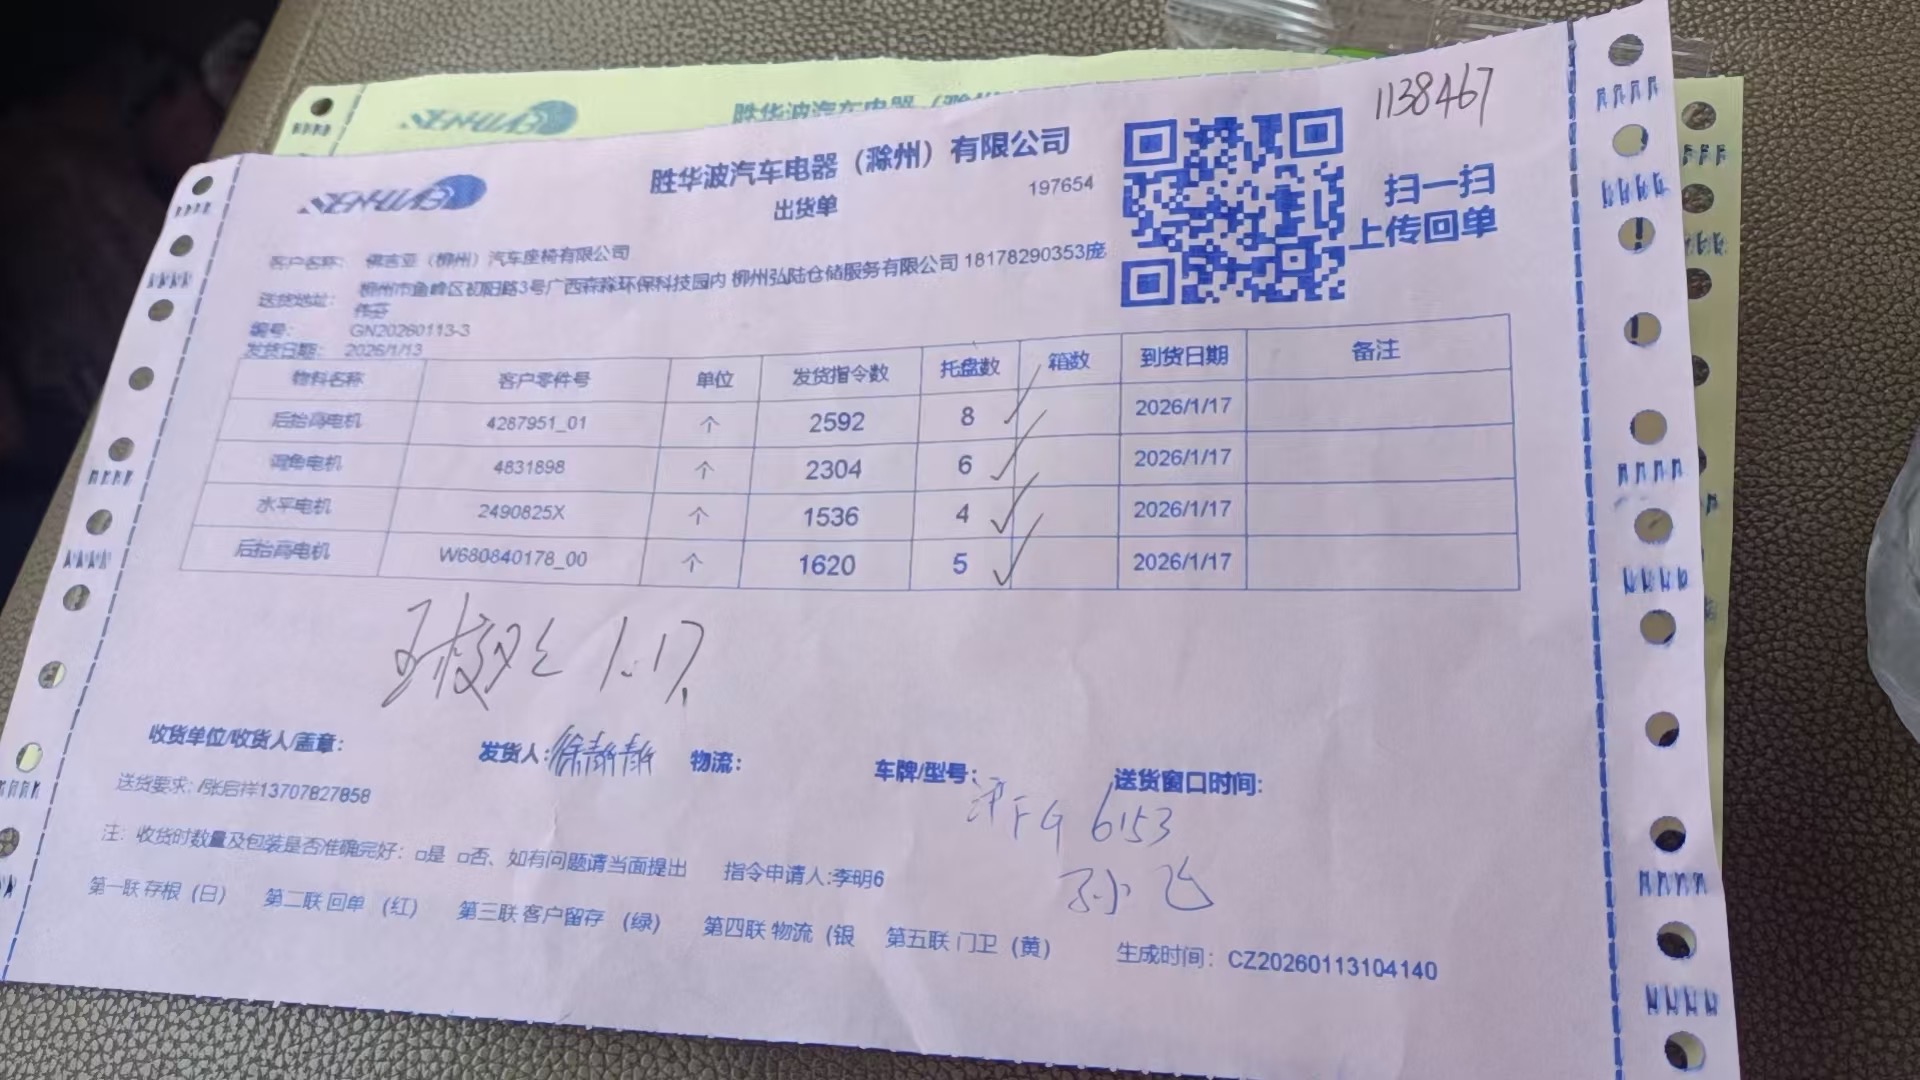 胜华波汽车电器（滁州）有限公司
1138467
出货单
197654
扫一扫
上传回单
客户名称： 佛吉亚（柳州）汽车座椅有限公司
送货地址： 柳州市鱼峰区初阳路3号广西森淼环保科技园内 柳州弘陆仓储服务有限公司 18178290353庞
伟芬
编号： GN20260113-3
发货日期： 2026/1/13
物料名称 客户零件号 单位 发货指令数 托盘数 箱数 到货日期 备注
后抬高电机 4287951_01 个 2592 8 2026/1/17
调角电机 4831898 个 2304 6 2026/1/17
水平电机 2490825X 个 1536 4 2026/1/17
后抬高电机 W680840178_00 个 1620 5 2026/1/17
1.17
收货单位/收货人/盖章： 发货人：徐静静 物流： 车牌/型号： 送货窗口时间：
FG 6153
送货要求：/张启祥13707827858
孙飞
注：收货时数量及包装是否准确完好：□是 □否、如有问题请当面提出 指令申请人:李明6
第一联 存根（白） 第二联 回单 （红） 第三联 客户留存 （绿） 第四联 物流（银 第五联 门卫（黄） 生成时间：CZ20260113104140